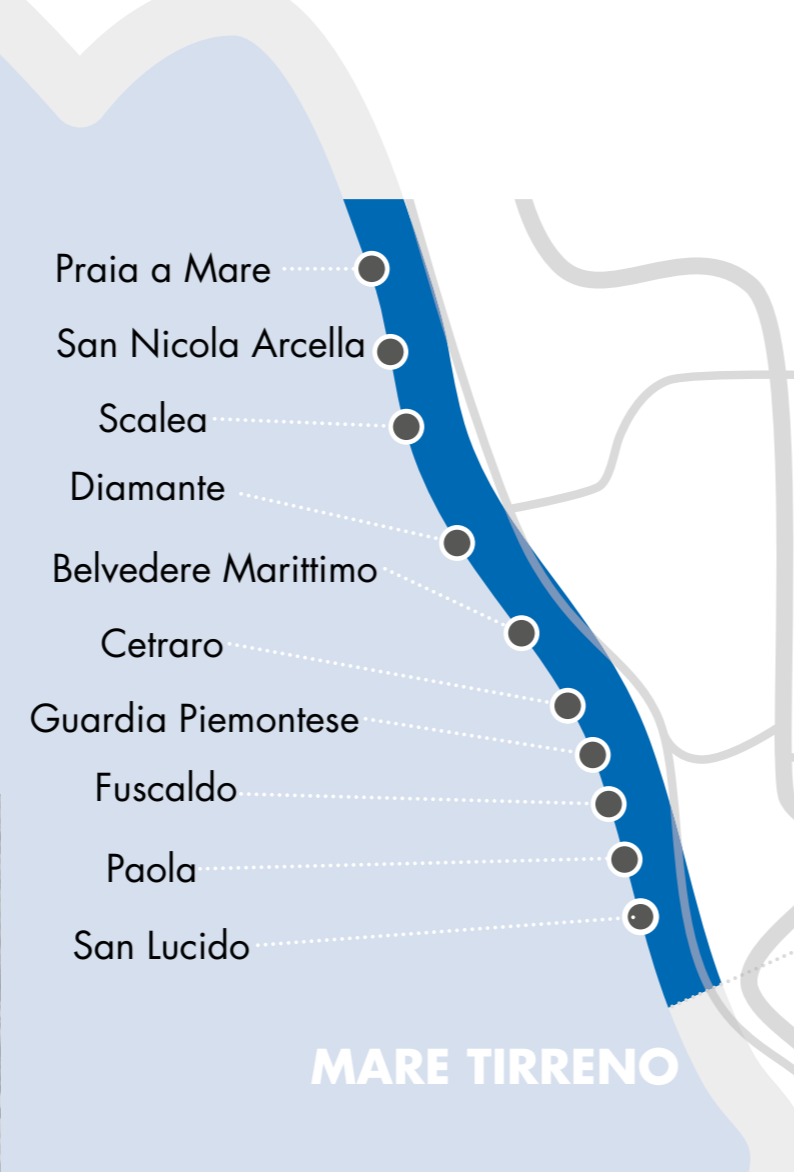 Praia a Mare
San Nicola Arcella
Scalea
Diamante
Belvedere Marittimo
Cetraro
Guardia Piemontese
Fuscaldo
Paola
San Lucido
MARE TIRRENO